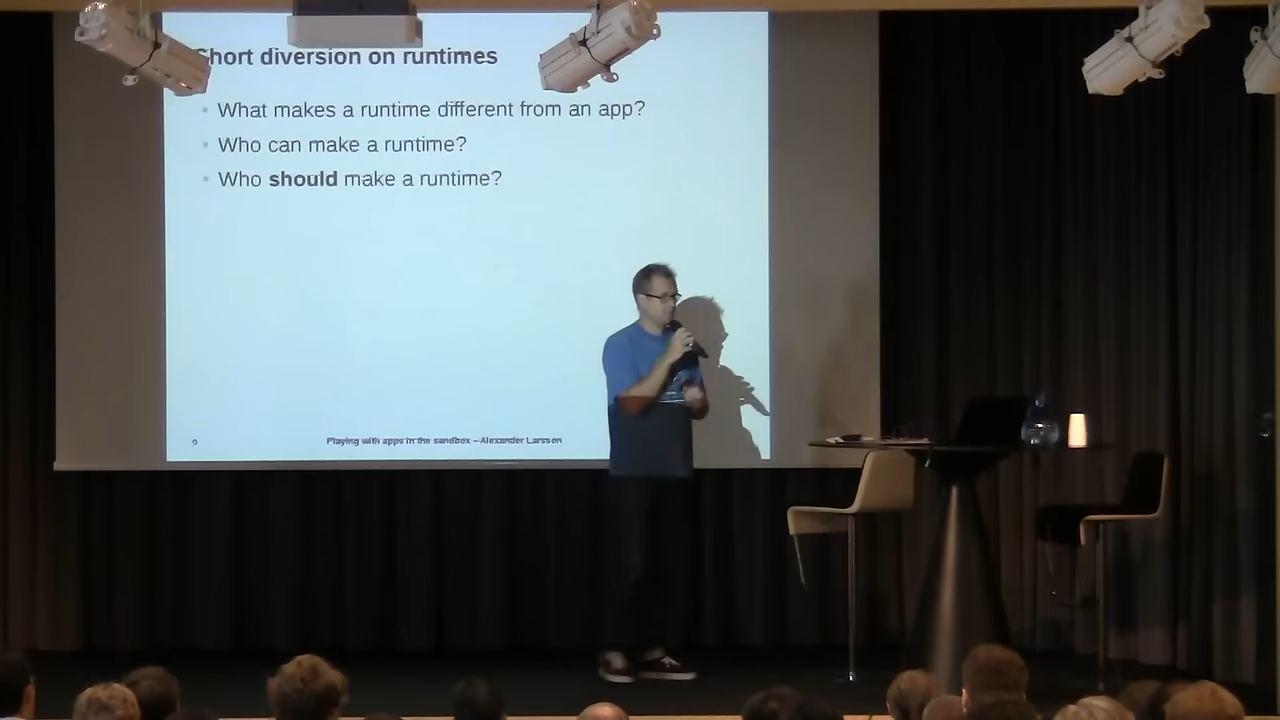 Short diversion on runtimes
• What makes a runtime different from an app?
• Who can make a runtime?
• Who should make a runtime?
9
Playing with apps in the sandbox – Alexander Larsson